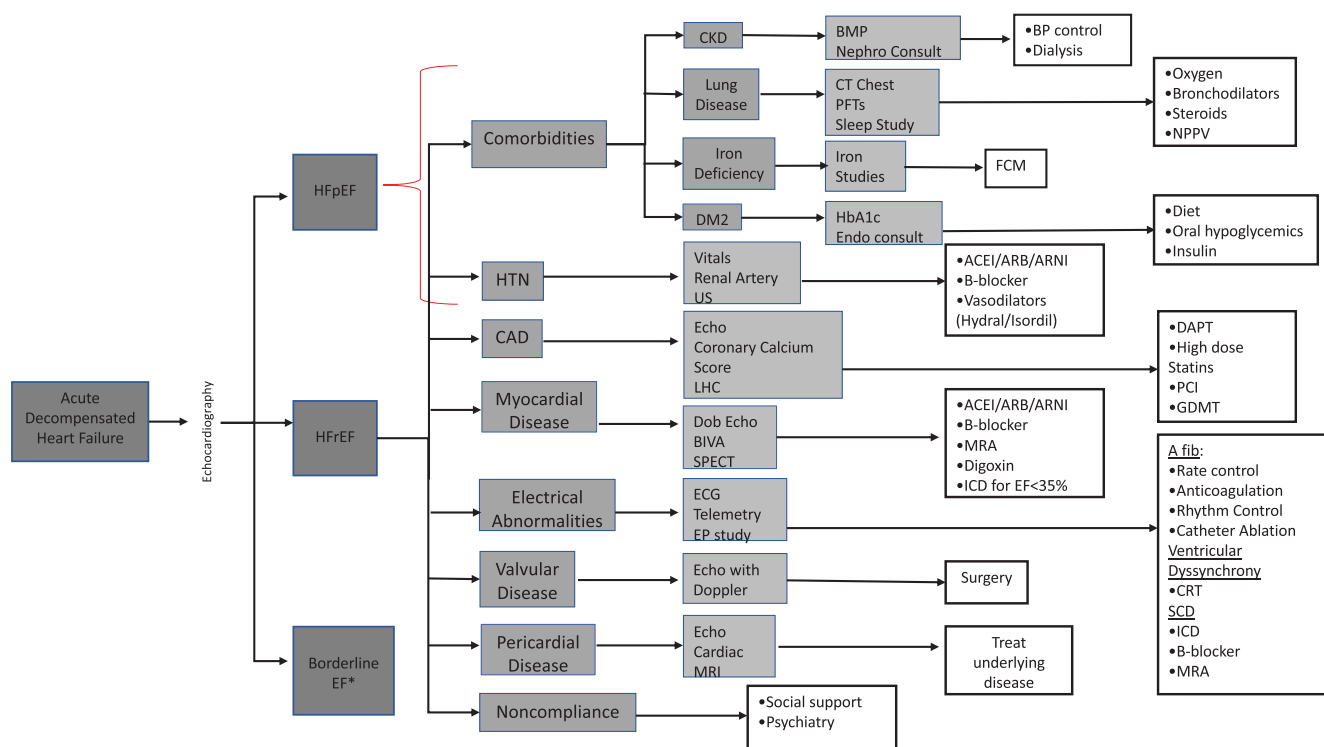 Acute
Decompensated
Heart Failure
Echocardiography
HFpEF
HFrEF
Borderline
EF*
Comorbidities
CKD
BMP
Nephro Consult
•BP control
•Dialysis
Lung
Disease
CT Chest
PFTs
Sleep Study
•Oxygen
•Bronchodilators
•Steroids
•NPPV
Iron
Deficiency
Iron
Studies
FCM
DM2
HbA1c
Endo consult
•Diet
•Oral hypoglycemics
•Insulin
HTN
Vitals
Renal Artery
US
•ACEI/ARB/ARNI
•B-blocker
•Vasodilators
(Hydral/Isordil)
CAD
Echo
Coronary Calcium
Score
LHC
•DAPT
•High dose
Statins
•PCI
•GDMT
Myocardial
Disease
Dob Echo
BIVA
SPECT
•ACEI/ARB/ARNI
•B-blocker
•MRA
•Digoxin
•ICD for EF<35%
Electrical
Abnormalities
ECG
Telemetry
EP study
A fib:
•Rate control
•Anticoagulation
•Rhythm Control
•Catheter Ablation
Ventricular
Dyssynchrony
•CRT
SCD
•ICD
•B-blocker
•MRA
Valvular
Disease
Echo with
Doppler
Surgery
Pericardial
Disease
Echo
Cardiac
MRI
Treat
underlying
disease
Noncompliance
•Social support
•Psychiatry